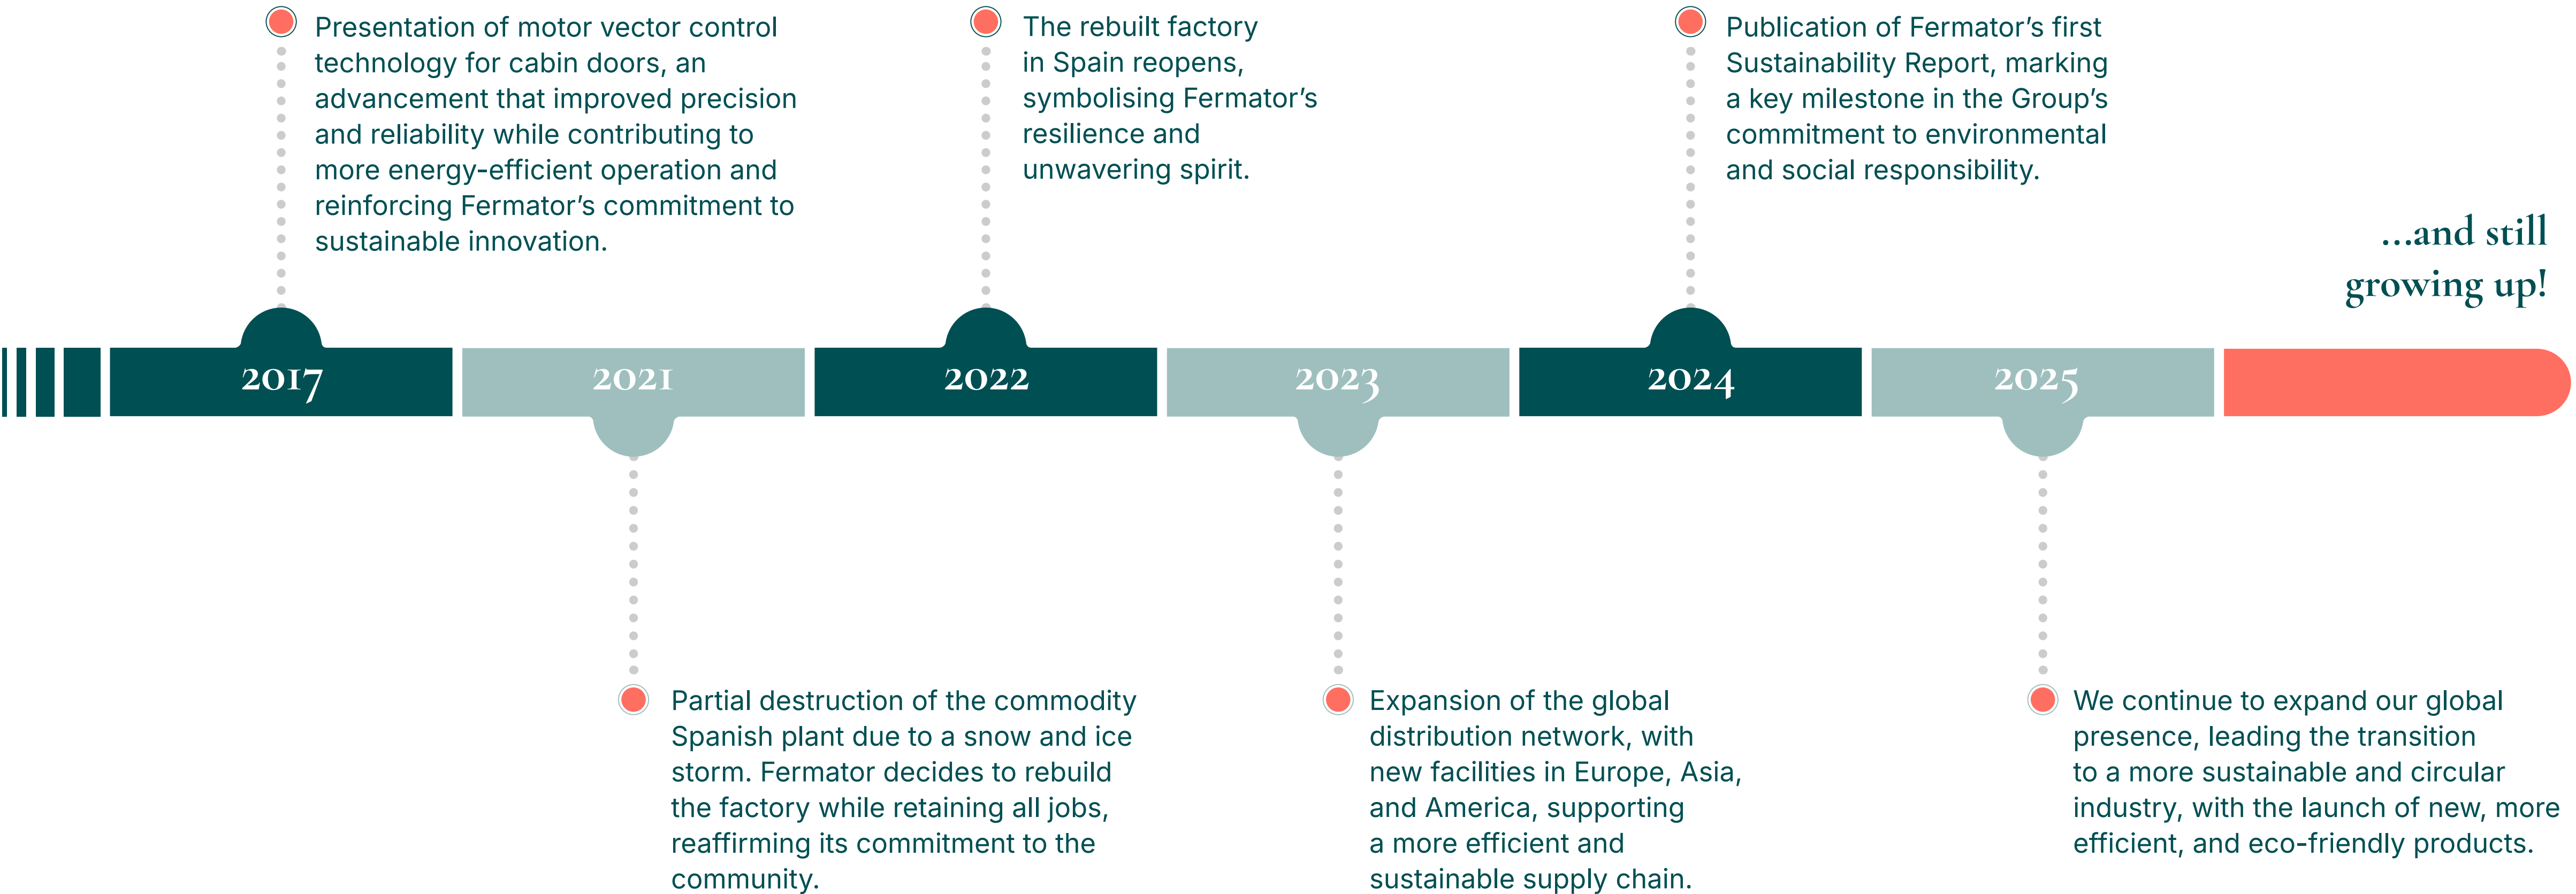 Presentation of motor vector control
technology for cabin doors, an
advancement that improved precision
and reliability while contributing to
more energy-efficient operation and
reinforcing Fermator’s commitment to
sustainable innovation.
The rebuilt factory
in Spain reopens,
symbolising Fermator’s
resilience and
unwavering spirit.
Publication of Fermator’s first
Sustainability Report, marking
a key milestone in the Group’s
commitment to environmental
and social responsibility.
...and still
growing up!
2017
2021
2022
2023
2024
2025
Partial destruction of the commodity
Spanish plant due to a snow and ice
storm. Fermator decides to rebuild
the factory while retaining all jobs,
reaffirming its commitment to the
community.
Expansion of the global
distribution network, with
new facilities in Europe, Asia,
and America, supporting
a more efficient and
sustainable supply chain.
We continue to expand our global
presence, leading the transition
to a more sustainable and circular
industry, with the launch of new, more
efficient, and eco-friendly products.